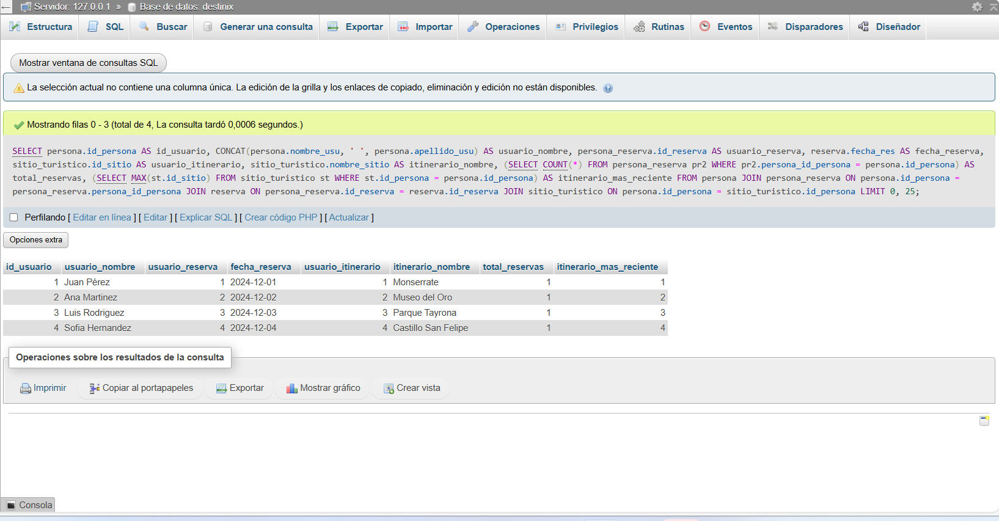 ← Servidor: 127.0.0.1 » Base de datos: destinix
Estructura SQL Buscar Generar una consulta Exportar Importar Operaciones Privilegios Rutinas Eventos Disparadores Diseñador
Mostrar ventana de consultas SQL
La selección actual no contiene una columna única. La edición de la grilla y los enlaces de copiado, eliminación y edición no están disponibles.
Mostrando filas 0 - 3 (total de 4, La consulta tardó 0,0006 segundos.)
SELECT persona.id_persona AS id_usuario, CONCAT(persona.nombre_usu, ' ', persona.apellido_usu) AS usuario_nombre, persona_reserva.id_reserva AS usuario_reserva, reserva.fecha_res AS fecha_reserva,
sitio_turistico.id_sitio AS usuario_itinerario, sitio_turistico.nombre_sitio AS itinerario_nombre, (SELECT COUNT(*) FROM persona_reserva pr2 WHERE pr2.persona_id_persona = persona.id_persona) AS
total_reservas, (SELECT MAX(st.id_sitio) FROM sitio_turistico st WHERE st.id_persona = persona.id_persona) AS itinerario_mas_reciente FROM persona JOIN persona_reserva ON persona.id_persona =
persona_reserva.persona_id_persona JOIN reserva ON persona_reserva.id_reserva = reserva.id_reserva JOIN sitio_turistico ON persona.id_persona = sitio_turistico.id_persona LIMIT 0, 25;
Perfilando [ Editar en línea ] [ Editar ] [ Explicar SQL ] [ Crear código PHP ] [ Actualizar ]
Opciones extra
id_usuario usuario_nombre usuario_reserva fecha_reserva usuario_itinerario itinerario_nombre total_reservas itinerario_mas_reciente
1 Juan Pérez 1 2024-12-01 1 Monserrate 1 1
2 Ana Martinez 2 2024-12-02 2 Museo del Oro 1 2
3 Luis Rodriguez 3 2024-12-03 3 Parque Tayrona 1 3
4 Sofia Hernandez 4 2024-12-04 4 Castillo San Felipe 1 4
Operaciones sobre los resultados de la consulta
Imprimir Copiar al portapapeles Exportar Mostrar gráfico Crear vista
Consola